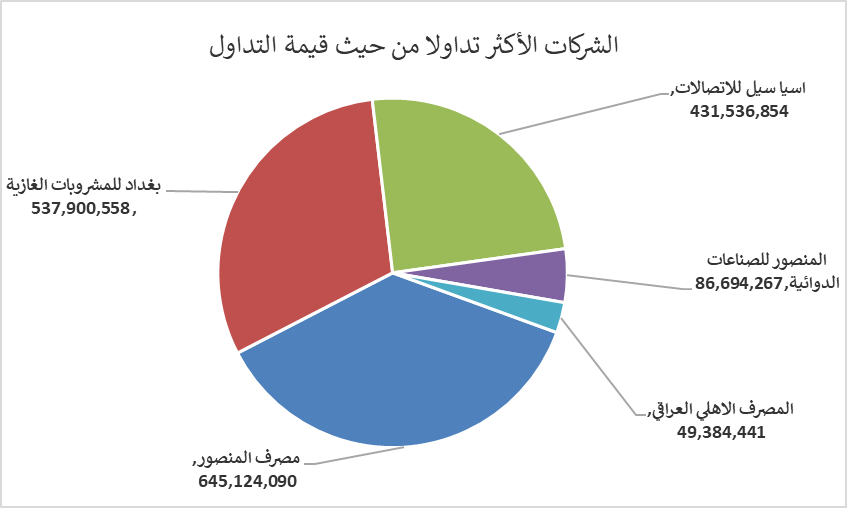 الشركات الأكثر تداولا من حيث قيمة التداول
اسيا سيل للاتصالات,
431,536,854
بغداد للمشروبات الغازية
, 537,900,558
المنصور للصناعات
الدوائية, 86,694,267
المصرف الاهلي العراقي,
49,384,441
مصرف المنصور,
645,124,090